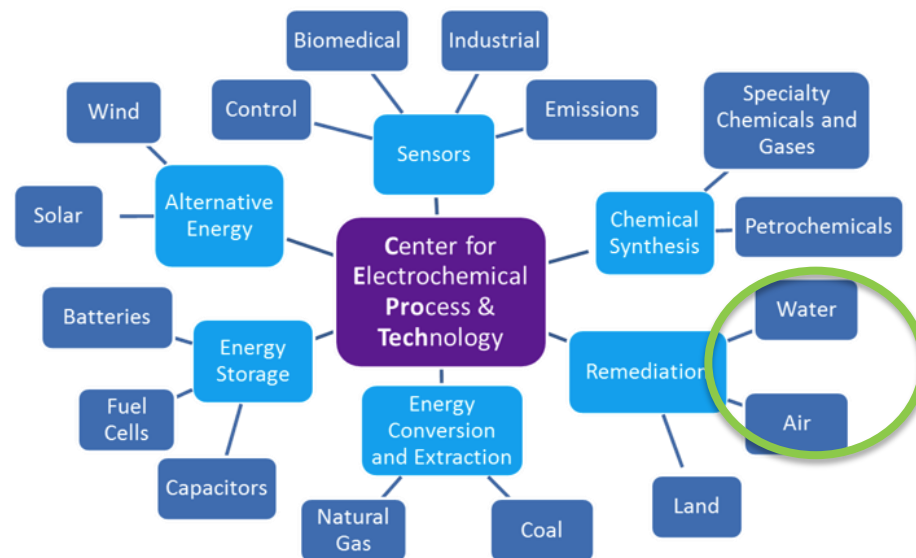 Biomedical
Industrial
Wind
Control
Emissions
Specialty
Chemicals and
Gases
Sensors
Solar
Alternative
Energy
Chemical
Synthesis
Petrochemicals
Center for
Electrochemical
Process &
Technology
Batteries
Energy
Storage
Water
Remediation
Fuel
Cells
Energy
Conversion
and Extraction
Air
Capacitors
Natural
Gas
Coal
Land